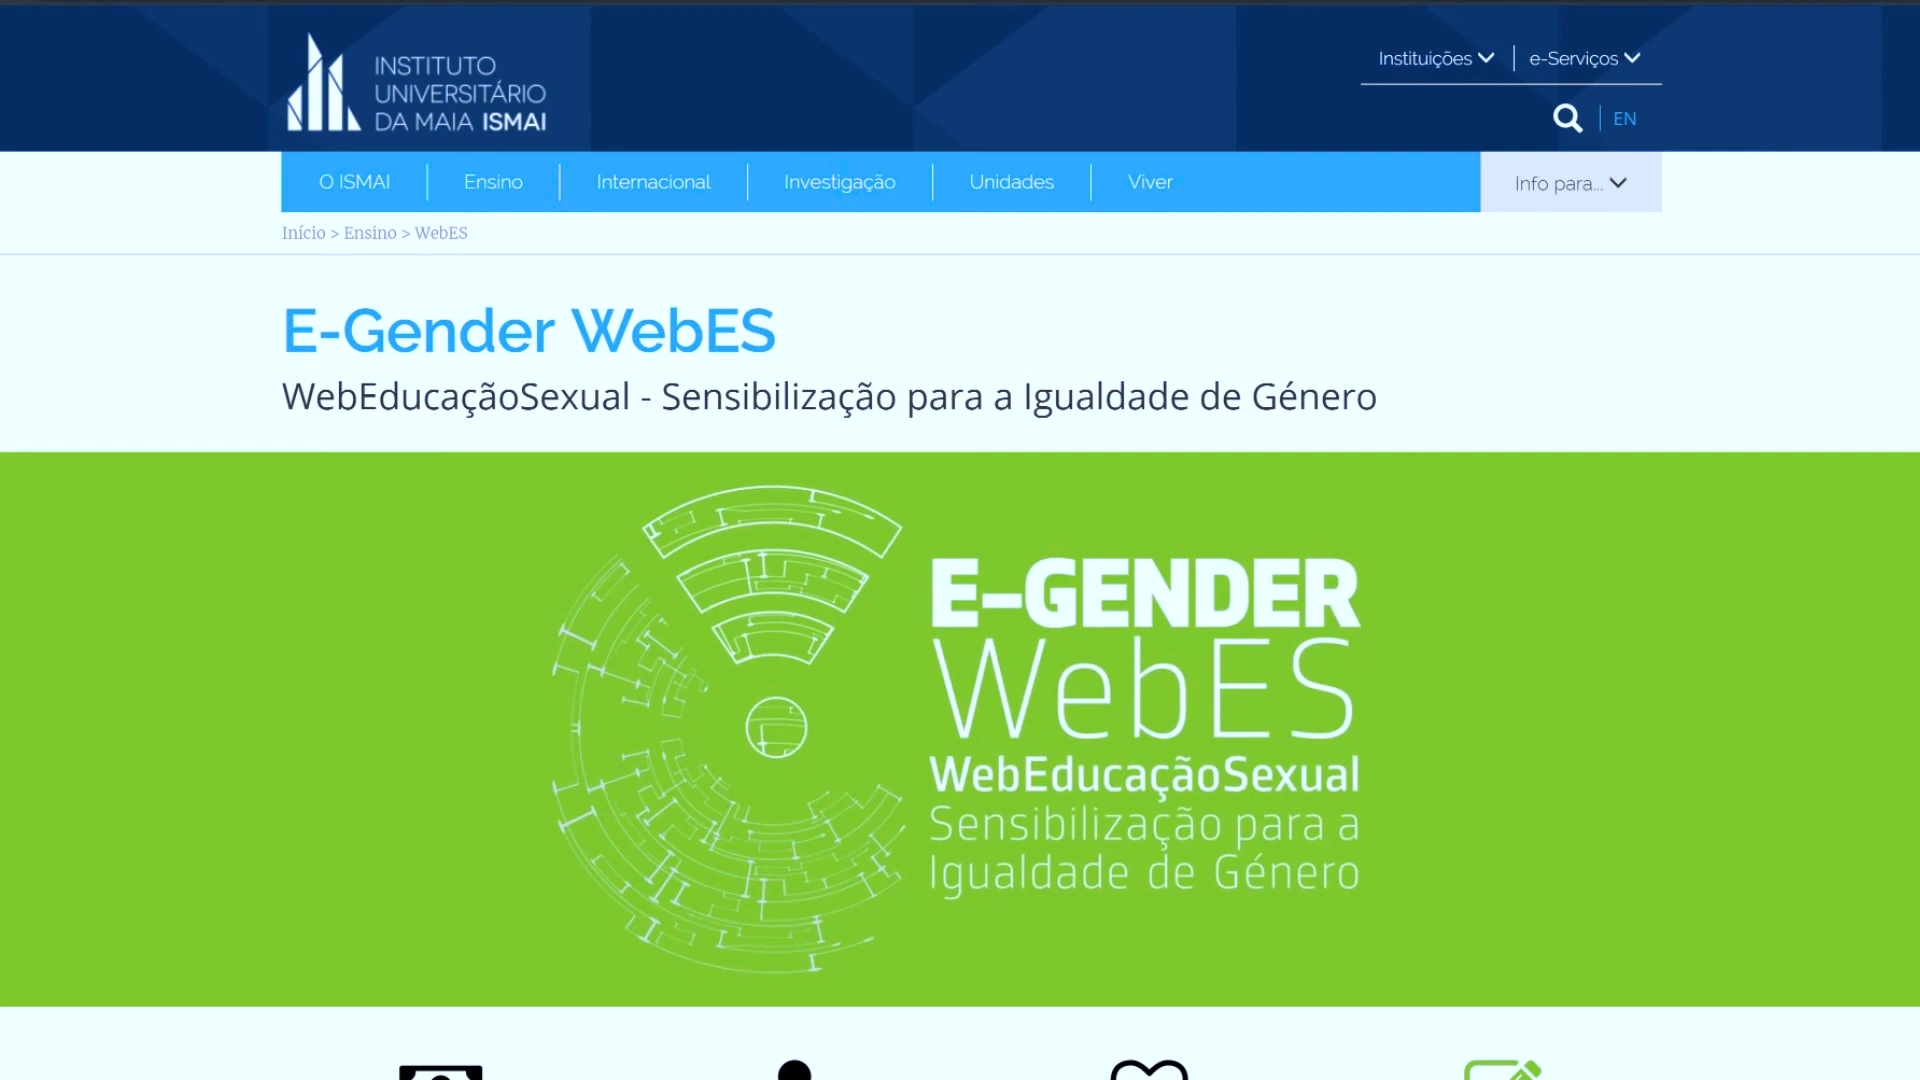 INSTITUTO
UNIVERSITÁRIO
DA MAIA ISMAI
Instituições
e-Serviços
EN
O ISMAI
Ensino
Internacional
Investigação
Unidades
Viver
Info para...
Início > Ensino > WebES
E-Gender WebES
WebEducaçãoSexual - Sensibilização para a Igualdade de Género
E-GENDER
WebES
WebEducaçãoSexual
Sensibilização para a
Igualdade de Género